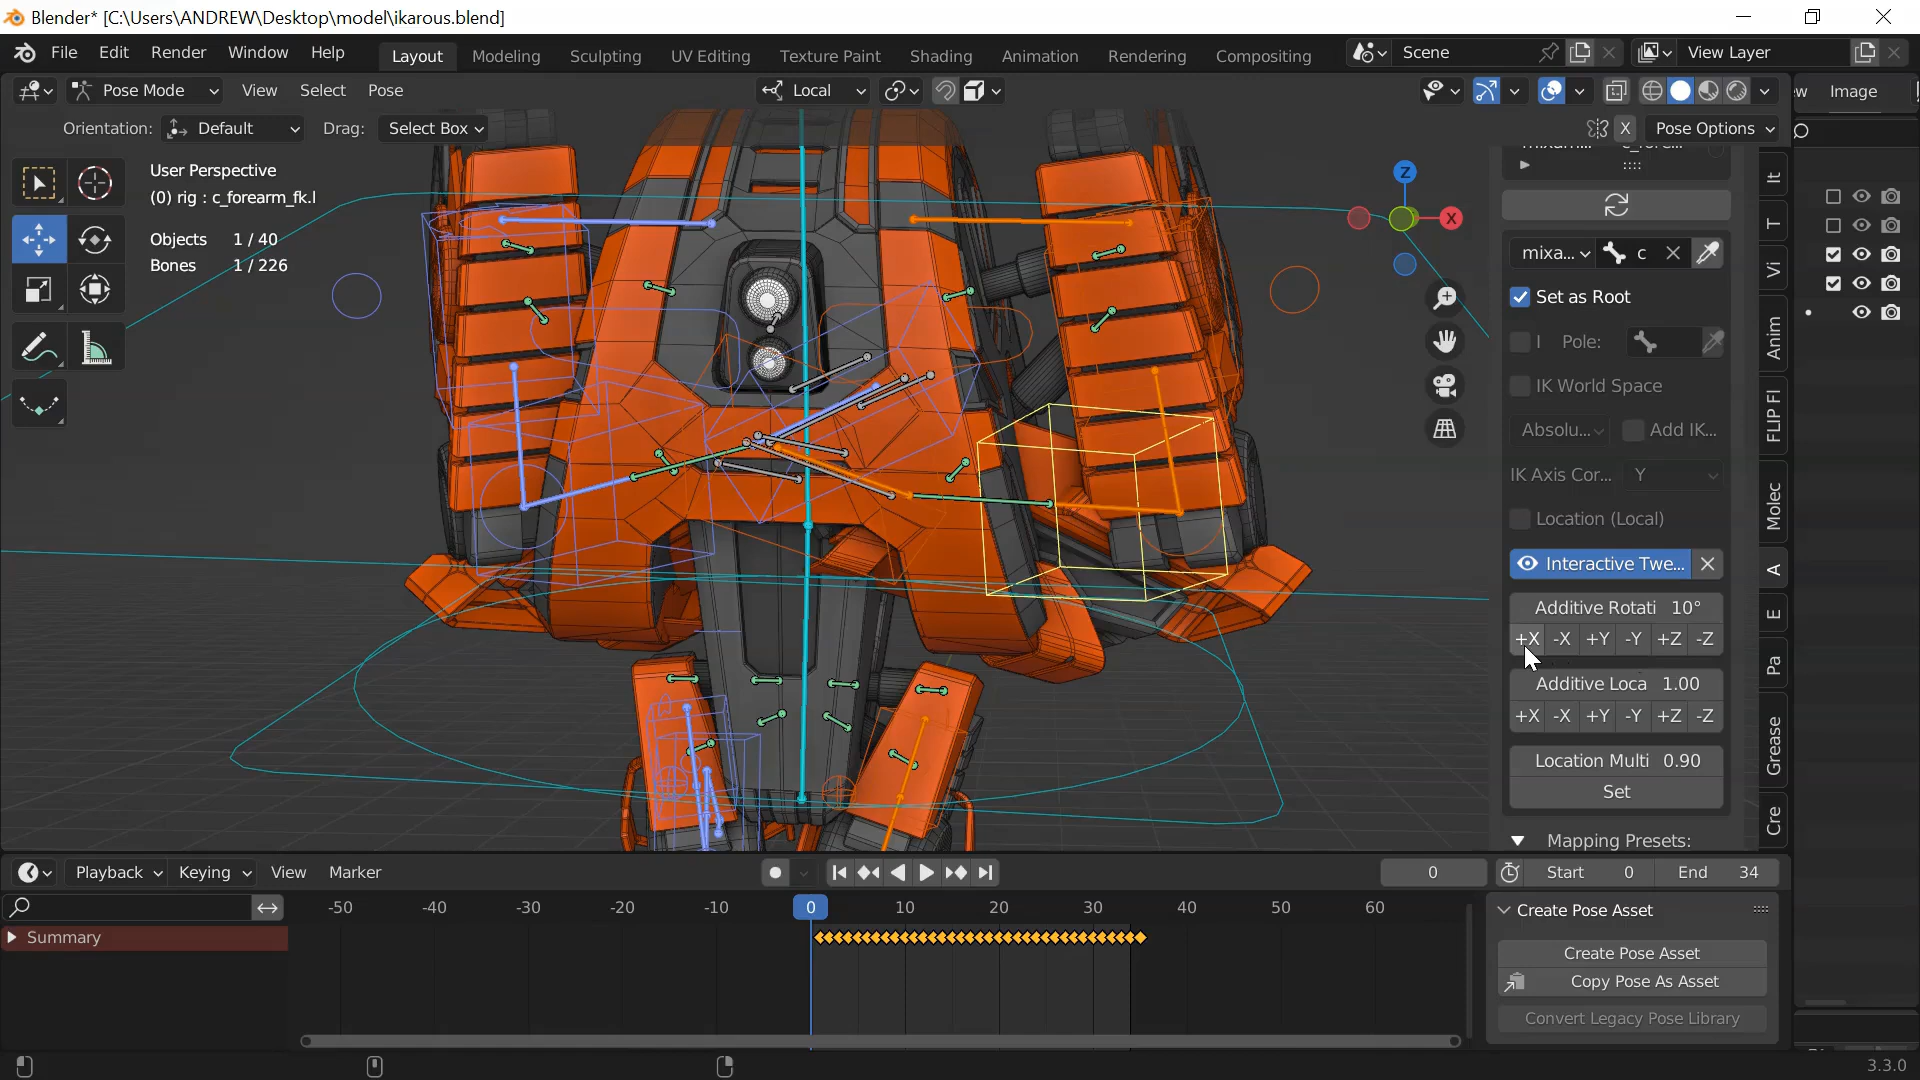 Blender* [C:\Users\ANDREW\Desktop\model\ikarous.blend]
File Edit Render Window Help Layout Modeling Sculpting UV Editing Texture Paint Shading Animation Rendering Compositing Scene View Layer
Pose Mode View Select Pose Local Image
Orientation: Default Drag: Select Box X Pose Options
User Perspective
(0) rig : c_forearm_fk.l
Objects 1 / 40
Bones 1 / 226
Z
X
mixa... c
Set as Root
I Pole:
IK World Space
Absolu... Add IK...
IK Axis Cor... Y
Location (Local)
Interactive Twe...
Additive Rotati 10°
+X -X +Y -Y +Z -Z
Additive Loca 1.00
+X -X +Y -Y +Z -Z
Location Multi 0.90
Set
Mapping Presets:
It
T
Vi
Anim
FLIP Fl
Molec
A
E
Pa
Grease
Cre
Playback Keying View Marker 0 Start 0 End 34
-50 -40 -30 -20 -10 0 10 20 30 40 50 60
Summary
Create Pose Asset
Create Pose Asset
Copy Pose As Asset
Convert Legacy Pose Library
3.3.0